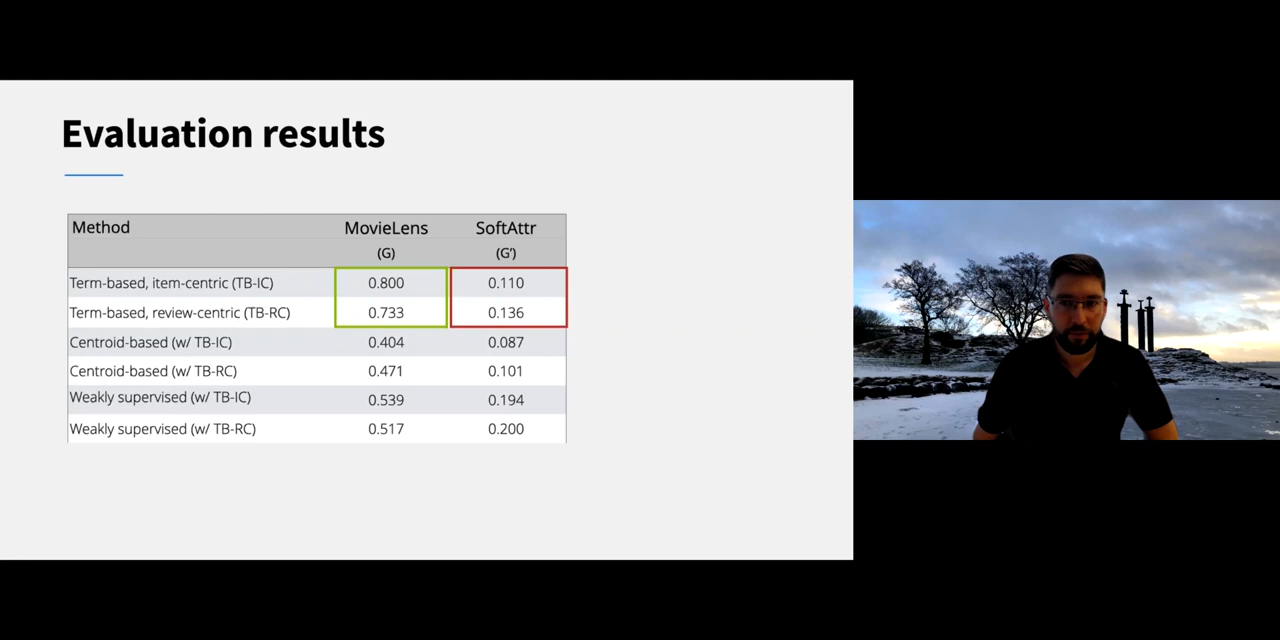 Evaluation results
Method MovieLens SoftAttr
(G) (G')
Term-based, item-centric (TB-IC) 0.800 0.110
Term-based, review-centric (TB-RC) 0.733 0.136
Centroid-based (w/ TB-IC) 0.404 0.087
Centroid-based (w/ TB-RC) 0.471 0.101
Weakly supervised (w/ TB-IC) 0.539 0.194
Weakly supervised (w/ TB-RC) 0.517 0.200